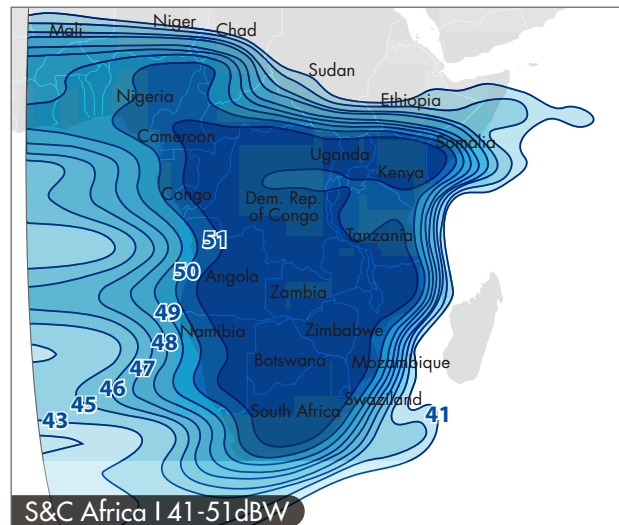 Mali
Niger
Chad
Sudan
Nigeria
Ethiopia
Cameroon
Uganda
Somalia
Kenya
Congo
Dem. Rep.
of Congo
51
Tanzania
50
Angola
Zambia
49
Namibia
Zimbabwe
48
47
Botswana
Mozambique
46
45
South Africa
Swaziland
43
41
S&C Africa I 41-51dBW